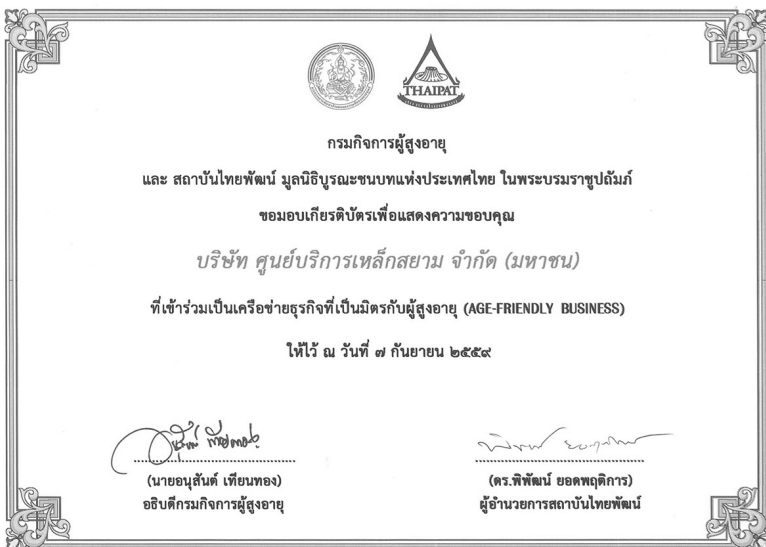 THAIPAT
กรมกิจการผู้สูงอายุ
และ สถาบันไทยพัฒน์ มูลนิธิบูรณะชนบทแห่งประเทศไทย ในพระบรมราชูปถัมภ์
ขอมอบเกียรติบัตรเพื่อแสดงความขอบคุณ
บริษัท ศูนย์บริการเหล็กสยาม จำกัด (มหาชน)
ที่เข้าร่วมเป็นเครือข่ายธุรกิจที่เป็นมิตรกับผู้สูงอายุ (AGE-FRIENDLY BUSINESS)
ให้ไว้ ณ วันที่ ๗ กันยายน ๒๕๕๙
(นายอนุสันต์ เทียนทอง)
อธิบดีกรมกิจการผู้สูงอายุ
(ดร.พิพัฒน์ ยอดพฤติการ)
ผู้อำนวยการสถาบันไทยพัฒน์